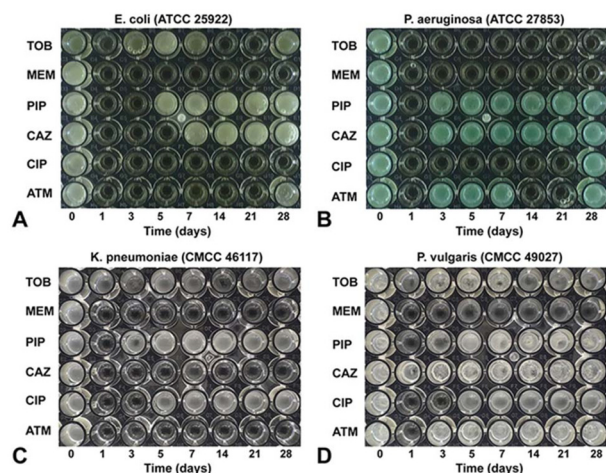 E. coli (ATCC 25922)
TOB
MEM
PIP
CAZ
CIP
ATM
A
0 1 3 5 7 14 21 28
Time (days)
P. aeruginosa (ATCC 27853)
TOB
MEM
PIP
CAZ
CIP
ATM
B
0 1 3 5 7 14 21 28
Time (days)
K. pneumoniae (CMCC 46117)
TOB
MEM
PIP
CAZ
CIP
ATM
C
0 1 3 5 7 14 21 28
Time (days)
P. vulgaris (CMCC 49027)
TOB
MEM
PIP
CAZ
CIP
ATM
D
0 1 3 5 7 14 21 28
Time (days)